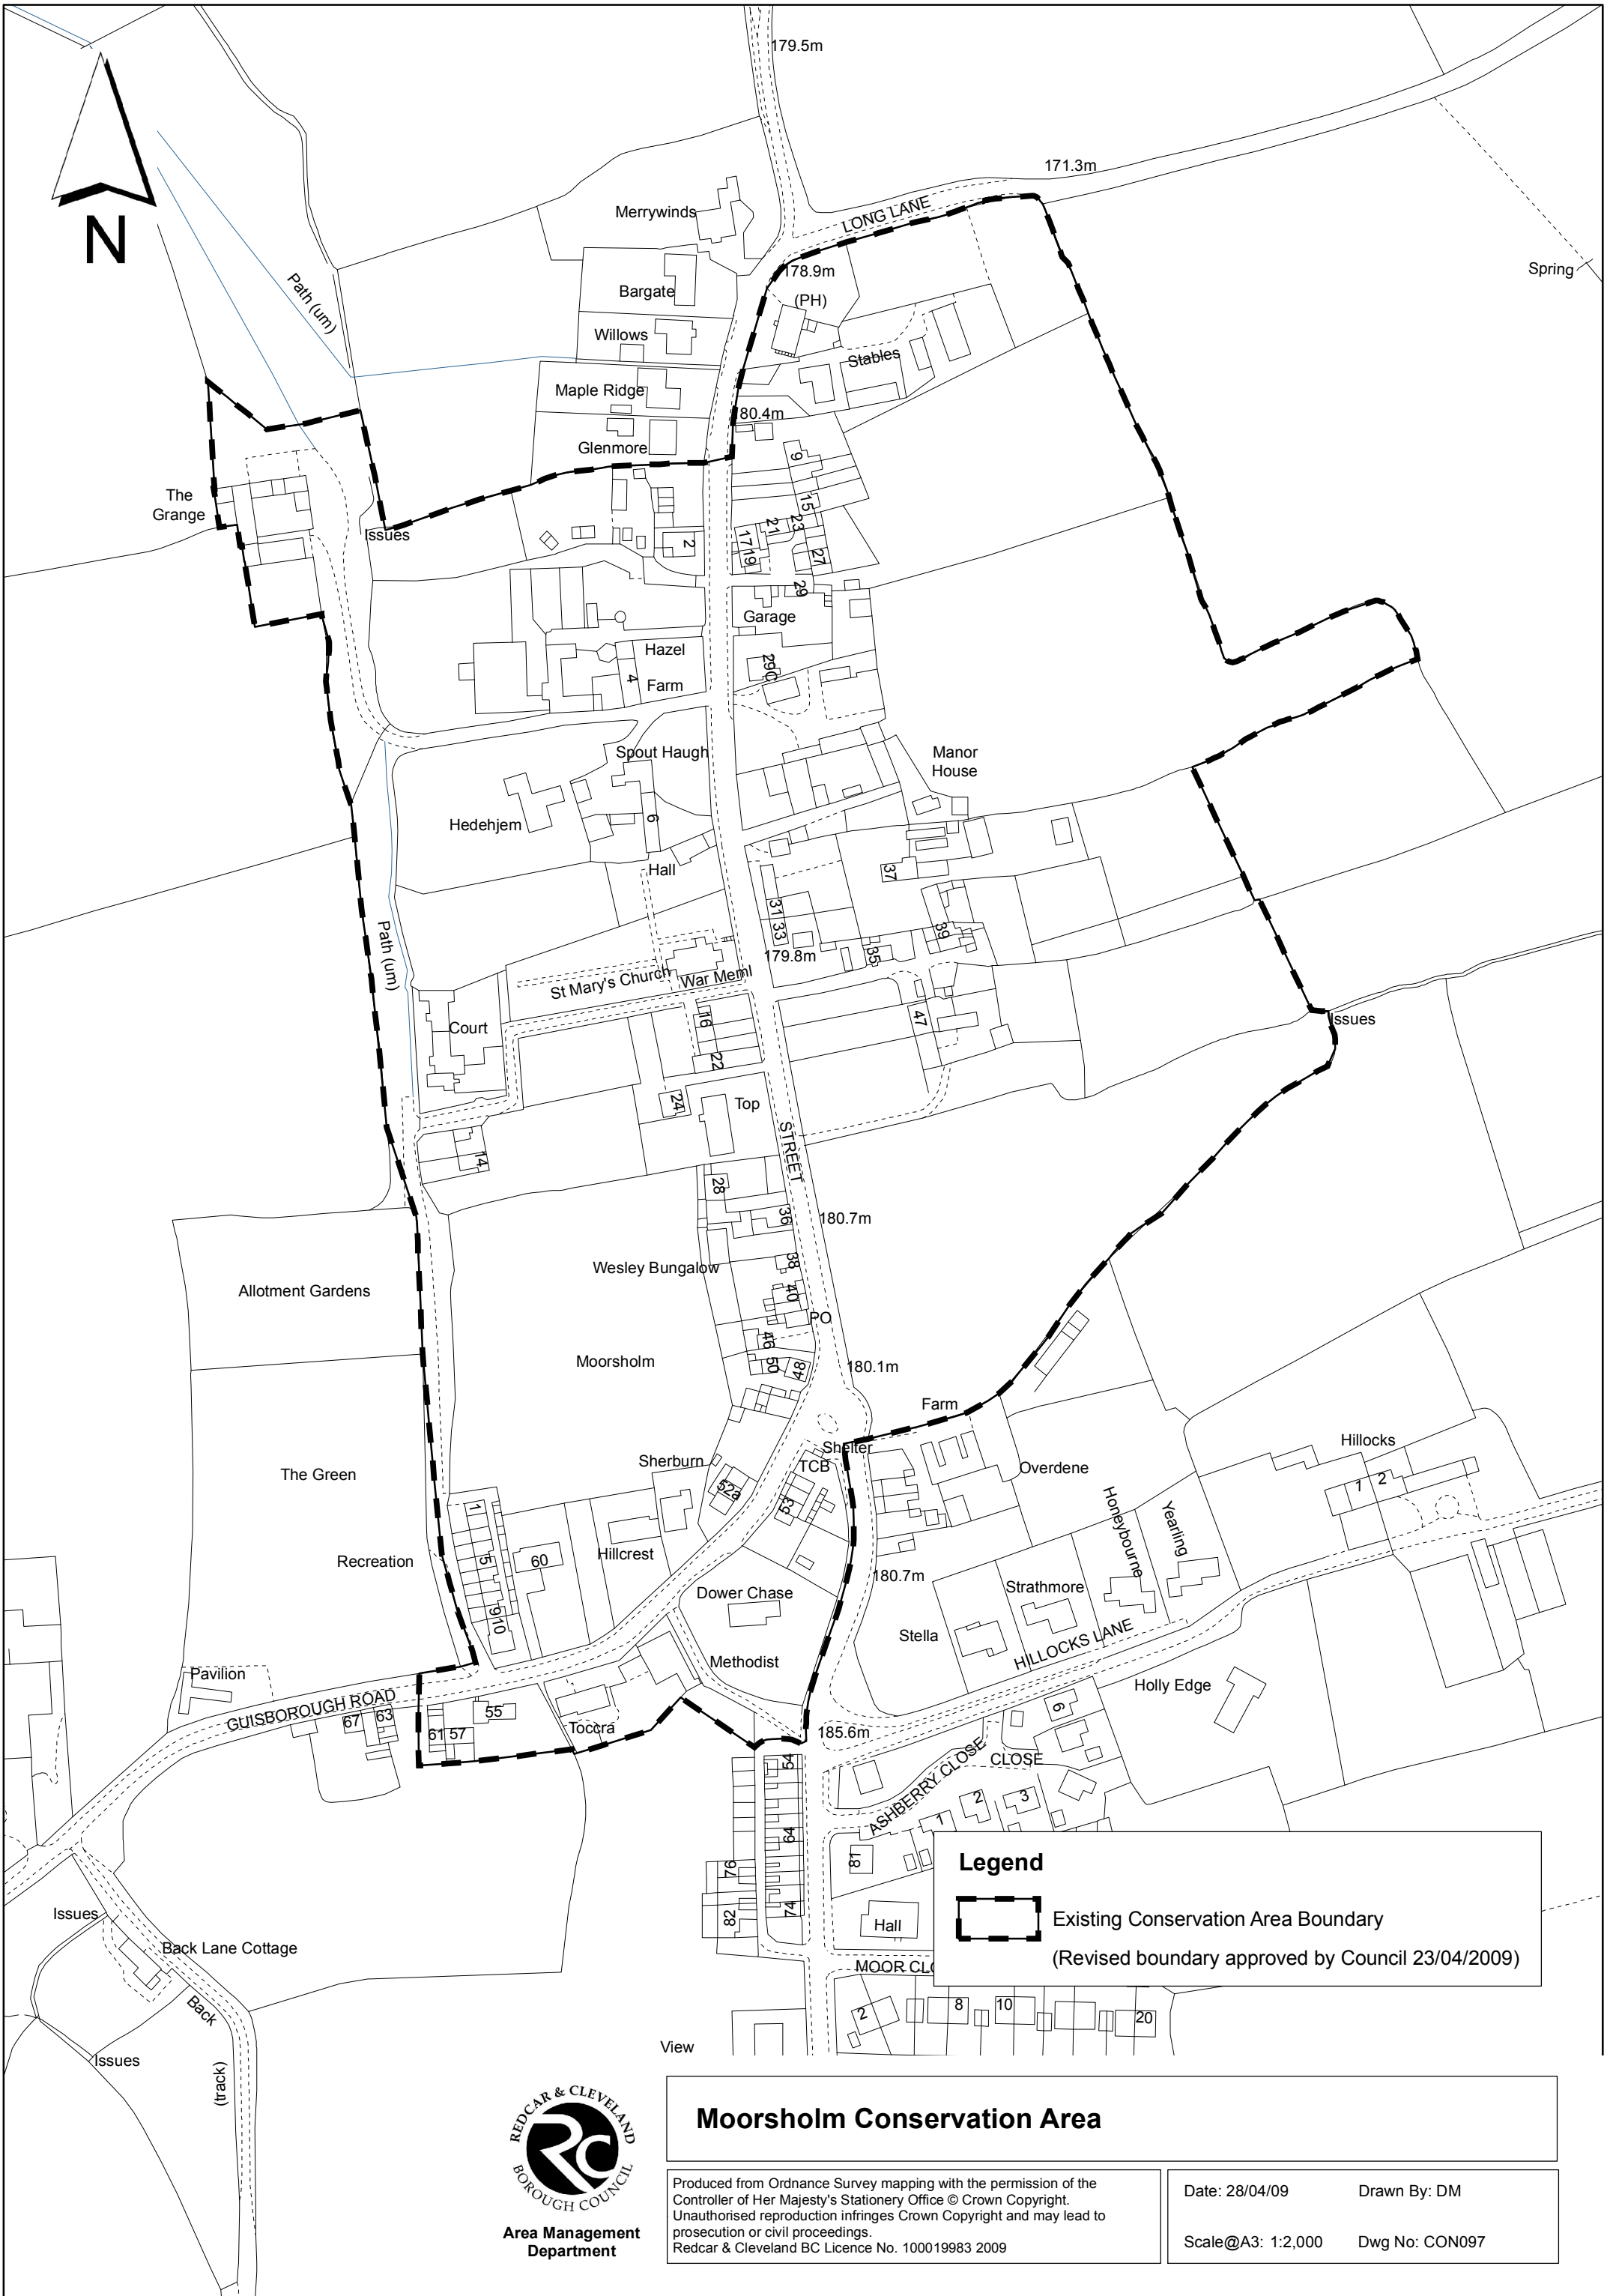 179.5m
171.3m
Merrywinds
LONG LANE
N
178.9m
Spring
Path (um)
Bargate
(PH)
Willows
Stables
Maple Ridge
80.4m
Glenmore
9
The
Grange
15
Issues
21
23
17
19
2
27
29
Garage
Hazel
29C
4
Farm
Spout Haugh
Manor
House
6
Hedehjem
Hall
37
31
33
39
Path (um)
179.8m
35
St Mary's Church
War Meml
16
47
Court
Issues
22
24
Top
STREET
14
28
36
180.7m
38
Wesley Bungalow
Allotment Gardens
40
PO
46
50
48
Moorsholm
180.1m
Farm
Shelter
Hillocks
Sherburn
TCB
Overdene
The Green
52a
53
1
2
1
5
9
10
60
Hillcrest
Recreation
Honeybourne
Yearling
180.7m
Strathmore
Dower Chase
Stella
HILLOCKS LANE
Methodist
Pavilion
Holly Edge
GUISBOROUGH ROAD
67
63
61
57
55
Toccra
6
185.6m
54
ASHBERRY CLOSE
CLOSE
1
2
3
64
81
76
82
74
Hall
Legend
Existing Conservation Area Boundary
(Revised boundary approved by Council 23/04/2009)
Issues
Back Lane Cottage
MOOR CLO
2
8
10
20
Back
View
Issues
(track)
REDCAR & CLEVELAND
RC
BOROUGH COUNCIL
Area Management
Department
Moorsholm Conservation Area
Produced from Ordnance Survey mapping with the permission of the
Controller of Her Majesty's Stationery Office © Crown Copyright.
Unauthorised reproduction infringes Crown Copyright and may lead to
prosecution or civil proceedings.
Redcar & Cleveland BC Licence No. 100019983 2009
Date: 28/04/09
Drawn By: DM
Scale@A3: 1:2,000
Dwg No: CON097